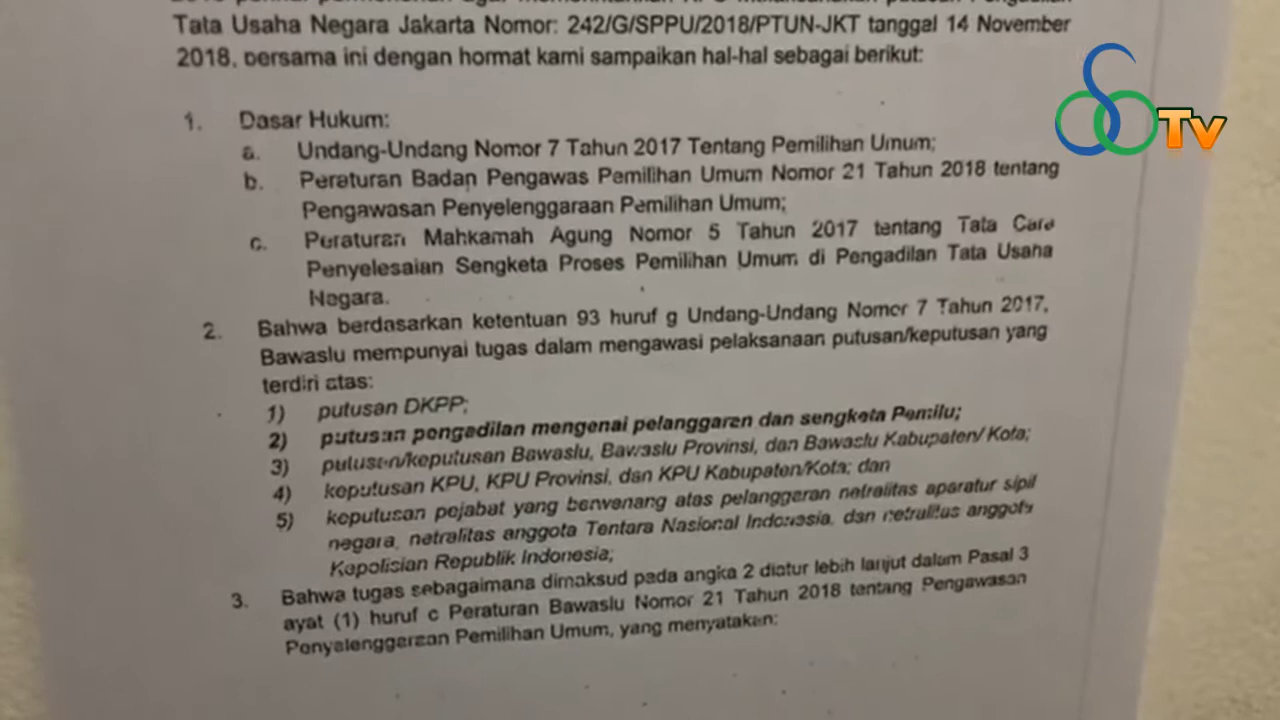 Tata Usaha Negara Jakarta Nomor: 242/G/SPPU/2018/PTUN-JKT tanggal 14 November
2018, bersama ini dengan hormat kami sampaikan hal-hal sebagai berikut:
1. Dasar Hukum:
a. Undang-Undang Nomor 7 Tahun 2017 Tentang Pemilihan Umum;
b. Peraturan Badan Pengawas Pemilihan Umum Nomor 21 Tahun 2018 tentang
Pengawasan Penyelenggaraan Pemilihan Umum;
c. Peraturan Mahkamah Agung Nomor 5 Tahun 2017 tentang Tata Cara
Penyelesaian Sengketa Proses Pemilihan Umum di Pengadilan Tata Usaha
Negara.
2. Bahwa berdasarkan ketentuan 93 huruf g Undang-Undang Nomor 7 Tahun 2017,
Bawaslu mempunyai tugas dalam mengawasi pelaksanaan putusan/keputusan yang
terdiri atas:
1) putusan DKPP;
2) putusan pengadilan mengenai pelanggaran dan sengketa Pemilu;
3) putusan/keputusan Bawaslu, Bawaslu Provinsi, dan Bawaslu Kabupaten/ Kota;
4) keputusan KPU, KPU Provinsi, dan KPU Kabupaten/Kota; dan
5) keputusan pejabat yang berwenang atas pelanggaran netralitas aparatur sipil
negara, netralitas anggota Tentara Nasional Indonesia, dan netralitas anggota
Kepolisian Republik Indonesia;
3. Bahwa tugas sebagaimana dimaksud pada angka 2 diatur lebih lanjut dalam Pasal 3
ayat (1) huruf c Peraturan Bawaslu Nomor 21 Tahun 2018 tentang Pengawasan
Penyelenggaraan Pemilihan Umum, yang menyatakan:
Tv